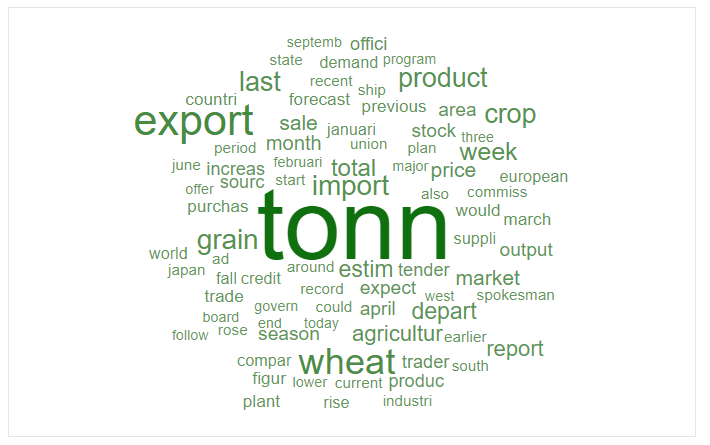 septemb offici
state demand program
last recent ship product
countri forecast previous area crop
export sale januari stock three
period month union plan week
june increas februari total major price european
offer sourc start import also commiss
purchas tonn would march
grain suppli output
world ad around estim tender market
japan fall credit record expect west spokesman
trade govern could april depart
board rose end today
follow season agricultur earlier
compar wheat trader south report
figur lower current produc
plant rise industri